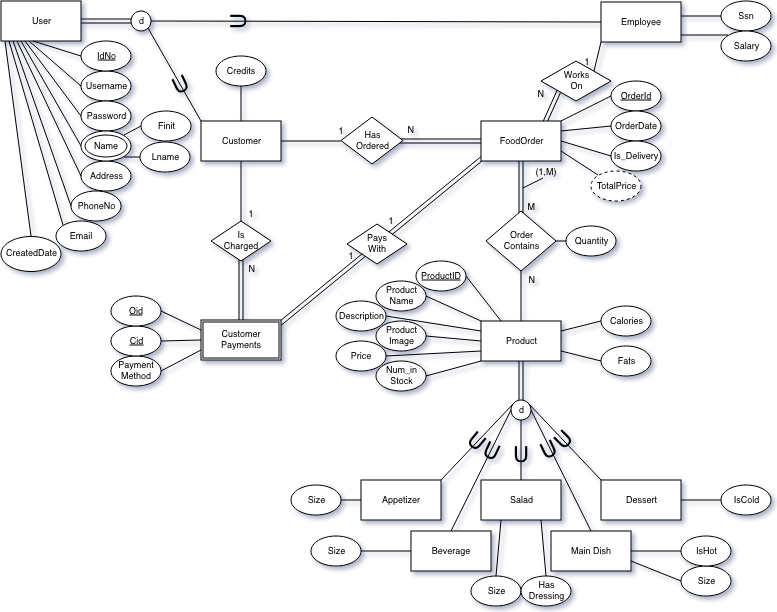 User
d
Employee
Ssn
Salary
IdNo
Username
Password
Name
Finit
Lname
Address
PhoneNo
Email
CreatedDate
Credits
Customer
1
Has
Ordered
N
FoodOrder
1
Works
On
N
OrderId
OrderDate
Is_Delivery
TotalPrice
(1,M)
M
Order
Contains
Quantity
N
1
Is
Charged
N
1
Pays
With
1
Oid
Cid
Payment
Method
Customer
Payments
ProductID
Product
Name
Description
Product
Image
Price
Num_in
Stock
Product
Calories
Fats
d
Size
Appetizer
Salad
Dessert
IsCold
Size
Beverage
Main Dish
IsHot
Size
Size
Has
Dressing